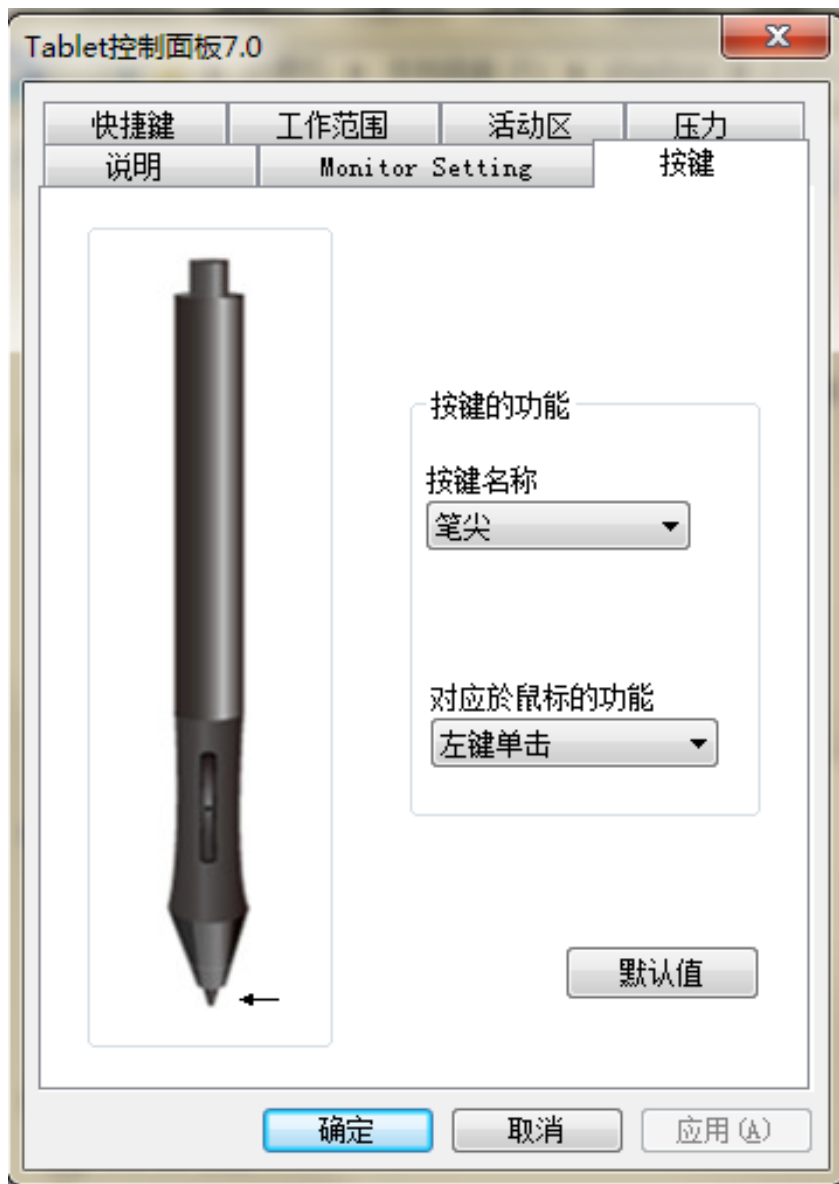 Tablet控制面板7.0
快捷鍵 工作范围 活动区 压力
说明 Monitor Setting 按键
按键的功能
按键名称
笔尖
对应於鼠标的功能
左键单击
默认值
确定 取消 应用(A)